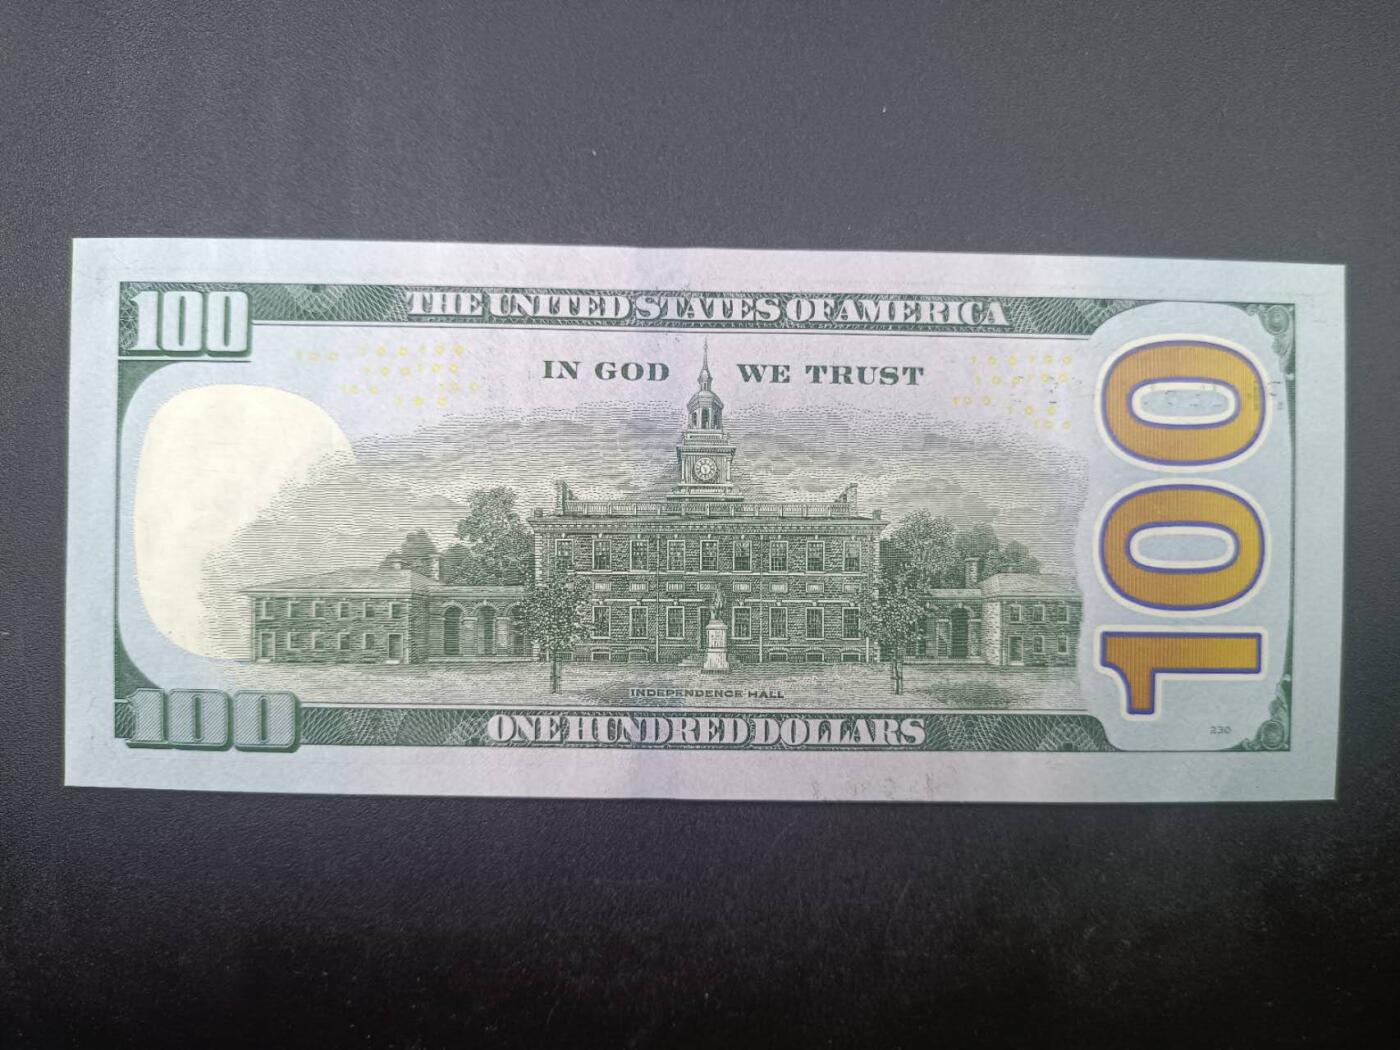 100
THE UNITED STATES OF AMERICA
IN GOD WE TRUST
100
INDEPENDENCE HALL
100
ONE HUNDRED DOLLARS
230